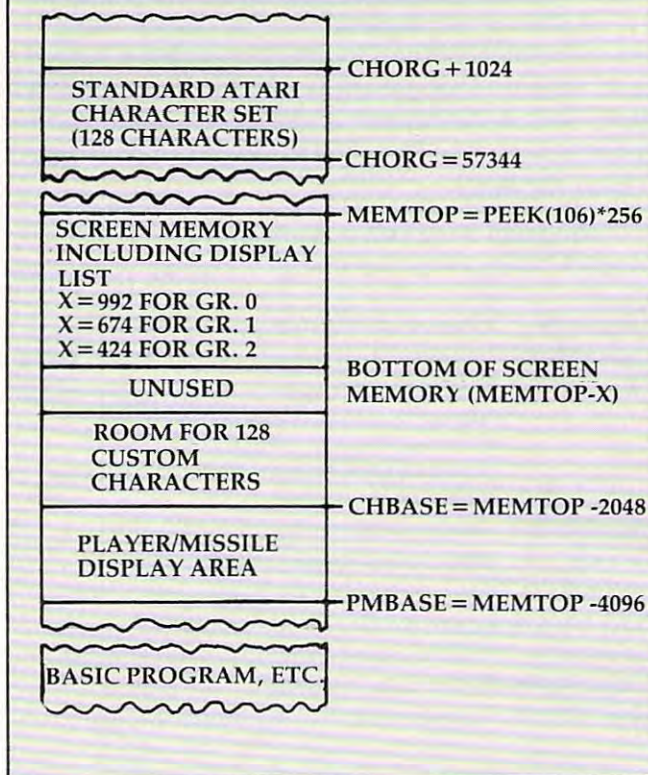 CHORG + 1024
STANDARD ATARI
CHARACTER SET
(128 CHARACTERS)
CHORG = 57344
MEMTOP = PEEK(106)*256
SCREEN MEMORY
INCLUDING DISPLAY
LIST
X = 992 FOR GR. 0
X = 674 FOR GR. 1
X = 424 FOR GR. 2
BOTTOM OF SCREEN
MEMORY (MEMTOP-X)
UNUSED
ROOM FOR 128
CUSTOM
CHARACTERS
CHBASE = MEMTOP -2048
PLAYER/MISSILE
DISPLAY AREA
PMBASE = MEMTOP -4096
BASIC PROGRAM, ETC.